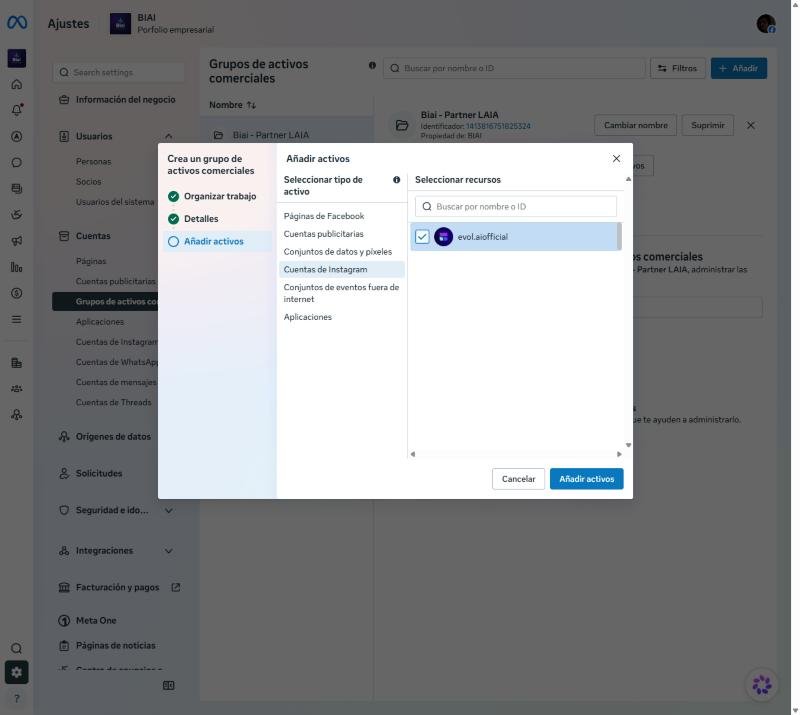 Ajustes
BIAI
Porfolio empresarial
Search settings
Información del negocio
Usuarios
Personas
Socios
Usuarios del sistema
Cuentas
Páginas
Cuentas publicitarias
Grupos de activos co
Aplicaciones
Cuentas de Instagram
Cuentas de WhatsApp
Cuentas de mensajes
Cuentas de Threads
Orígenes de datos
Solicitudes
Seguridad e ido...
Integraciones
Facturación y pagos
Meta One
Páginas de noticias
Grupos de activos
comerciales
Buscar por nombre o ID
Filtros
+ Añadir
Nombre
Biai - Partner LAIA
Biai - Partner LAIA
Identificador: 1413816751825324
Propiedad de: BIAI
Cambiar nombre
Suprimir
vos
os comerciales
- Partner LAIA, administrar las
s
ue te ayuden a administrarlo.
Crea un grupo de
activos comerciales
Organizar trabajo
Detalles
Añadir activos
Añadir activos
Seleccionar tipo de
activo
Páginas de Facebook
Cuentas publicitarias
Conjuntos de datos y píxeles
Cuentas de Instagram
Conjuntos de eventos fuera de
internet
Aplicaciones
Seleccionar recursos
Buscar por nombre o ID
evol.aiofficial
Cancelar
Añadir activos